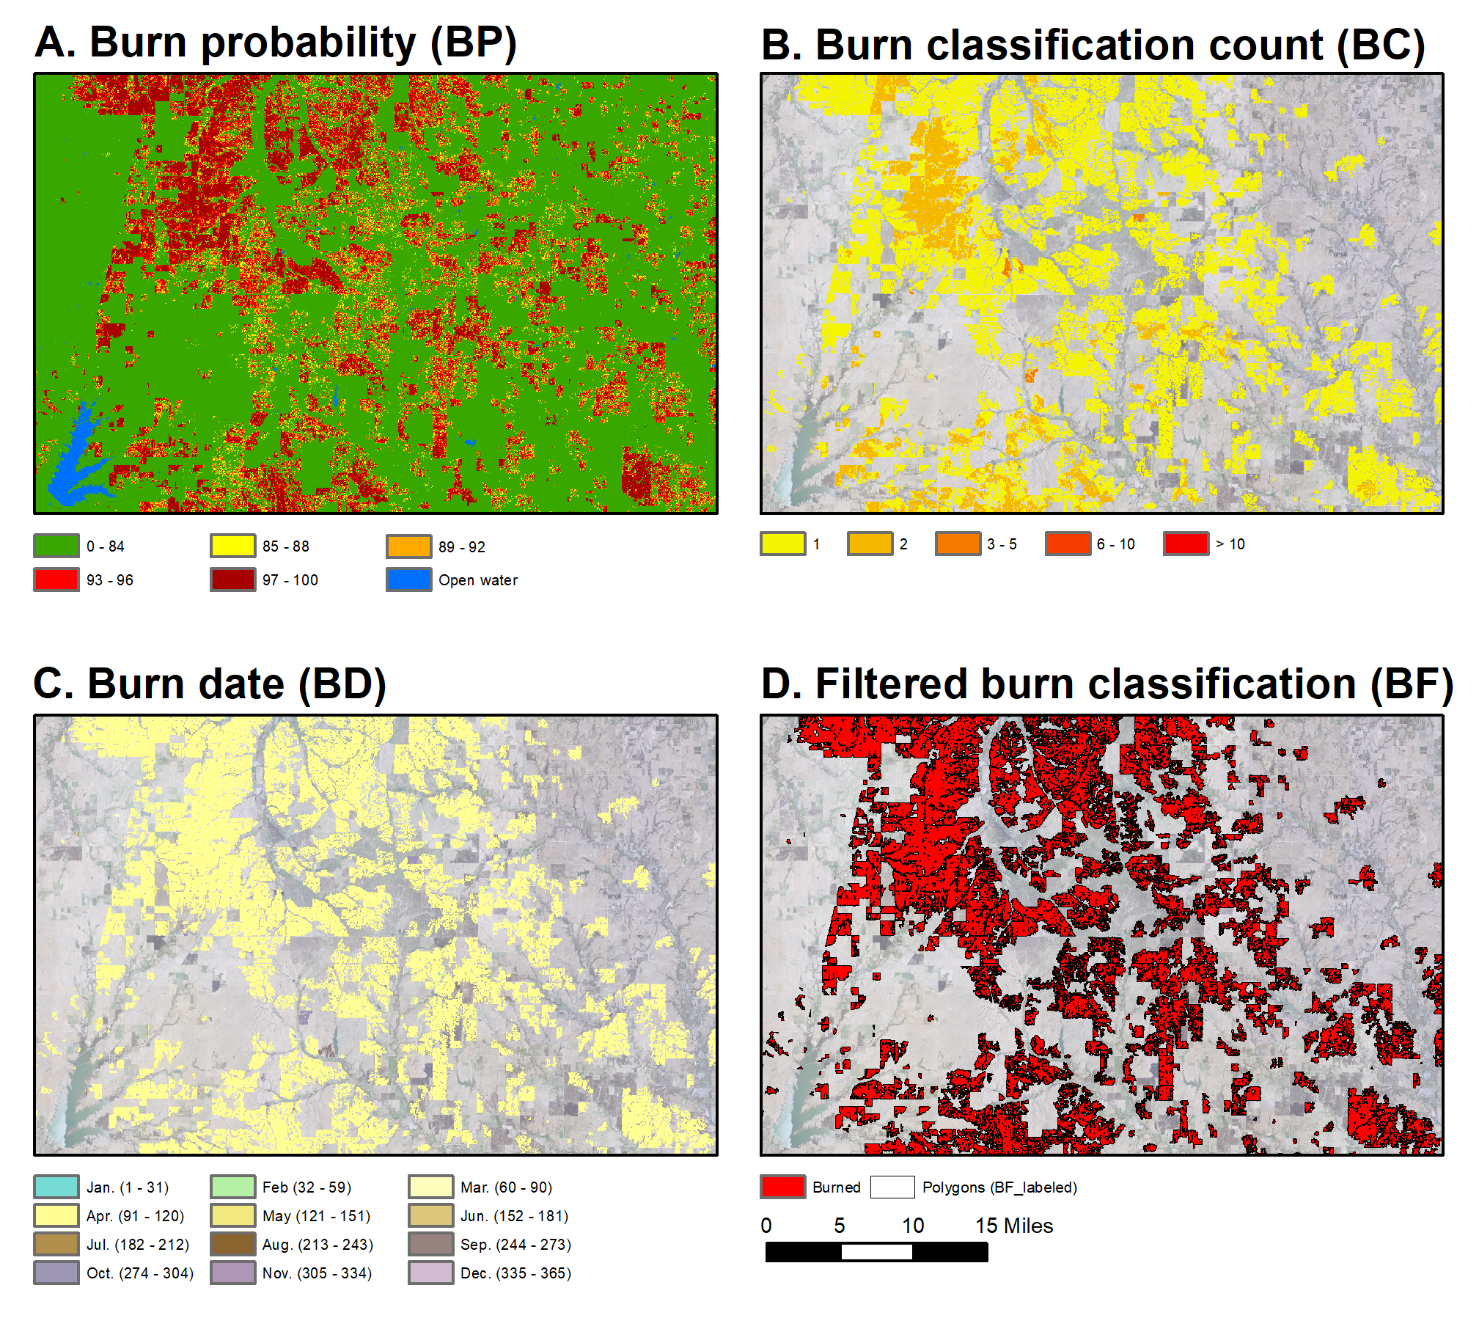 A. Burn probability (BP)
B. Burn classification count (BC)
0 - 84
85 - 88
89 - 92
93 - 96
97 - 100
Open water
1
2
3 - 5
6 - 10
> 10
C. Burn date (BD)
D. Filtered burn classification (BF)
Jan. (1 - 31)
Feb (32 - 59)
Mar. (60 - 90)
Apr. (91 - 120)
May (121 - 151)
Jun. (152 - 181)
Jul. (182 - 212)
Aug. (213 - 243)
Sep. (244 - 273)
Oct. (274 - 304)
Nov. (305 - 334)
Dec. (335 - 365)
Burned
Polygons (BF_labeled)
0 5 10 15 Miles